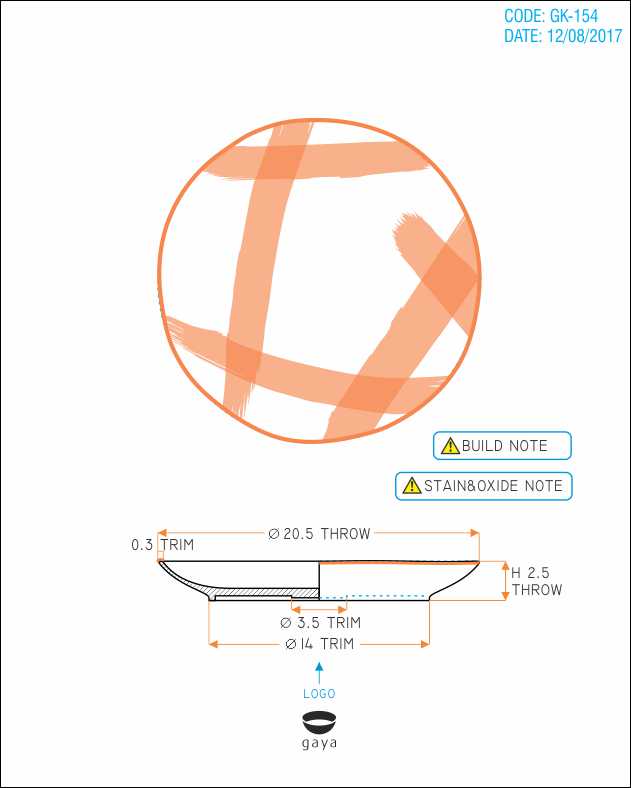 CODE: GK-154
DATE: 12/08/2017
BUILD NOTE
STAIN&OXIDE NOTE
Ø 20.5 THROW
0.3 TRIM
H 2.5
THROW
Ø 3.5 TRIM
Ø 14 TRIM
LOGO
gaya